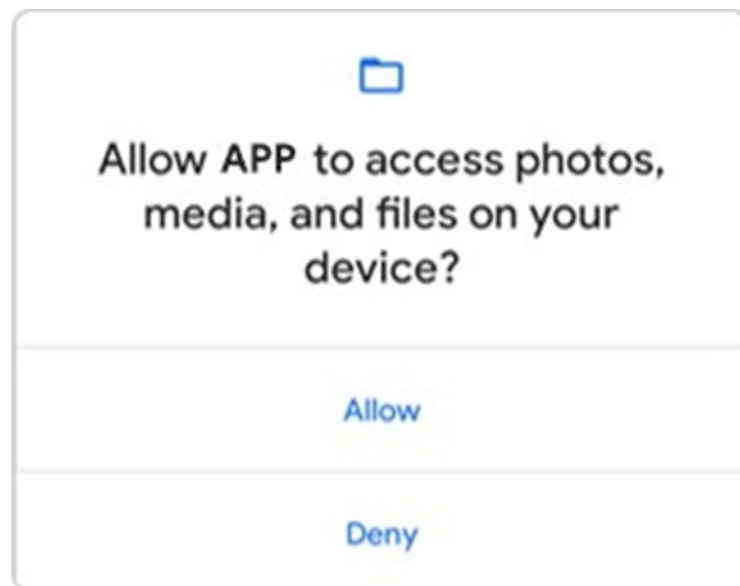 Allow APP to access photos,
media, and files on your
device?
Allow
Deny